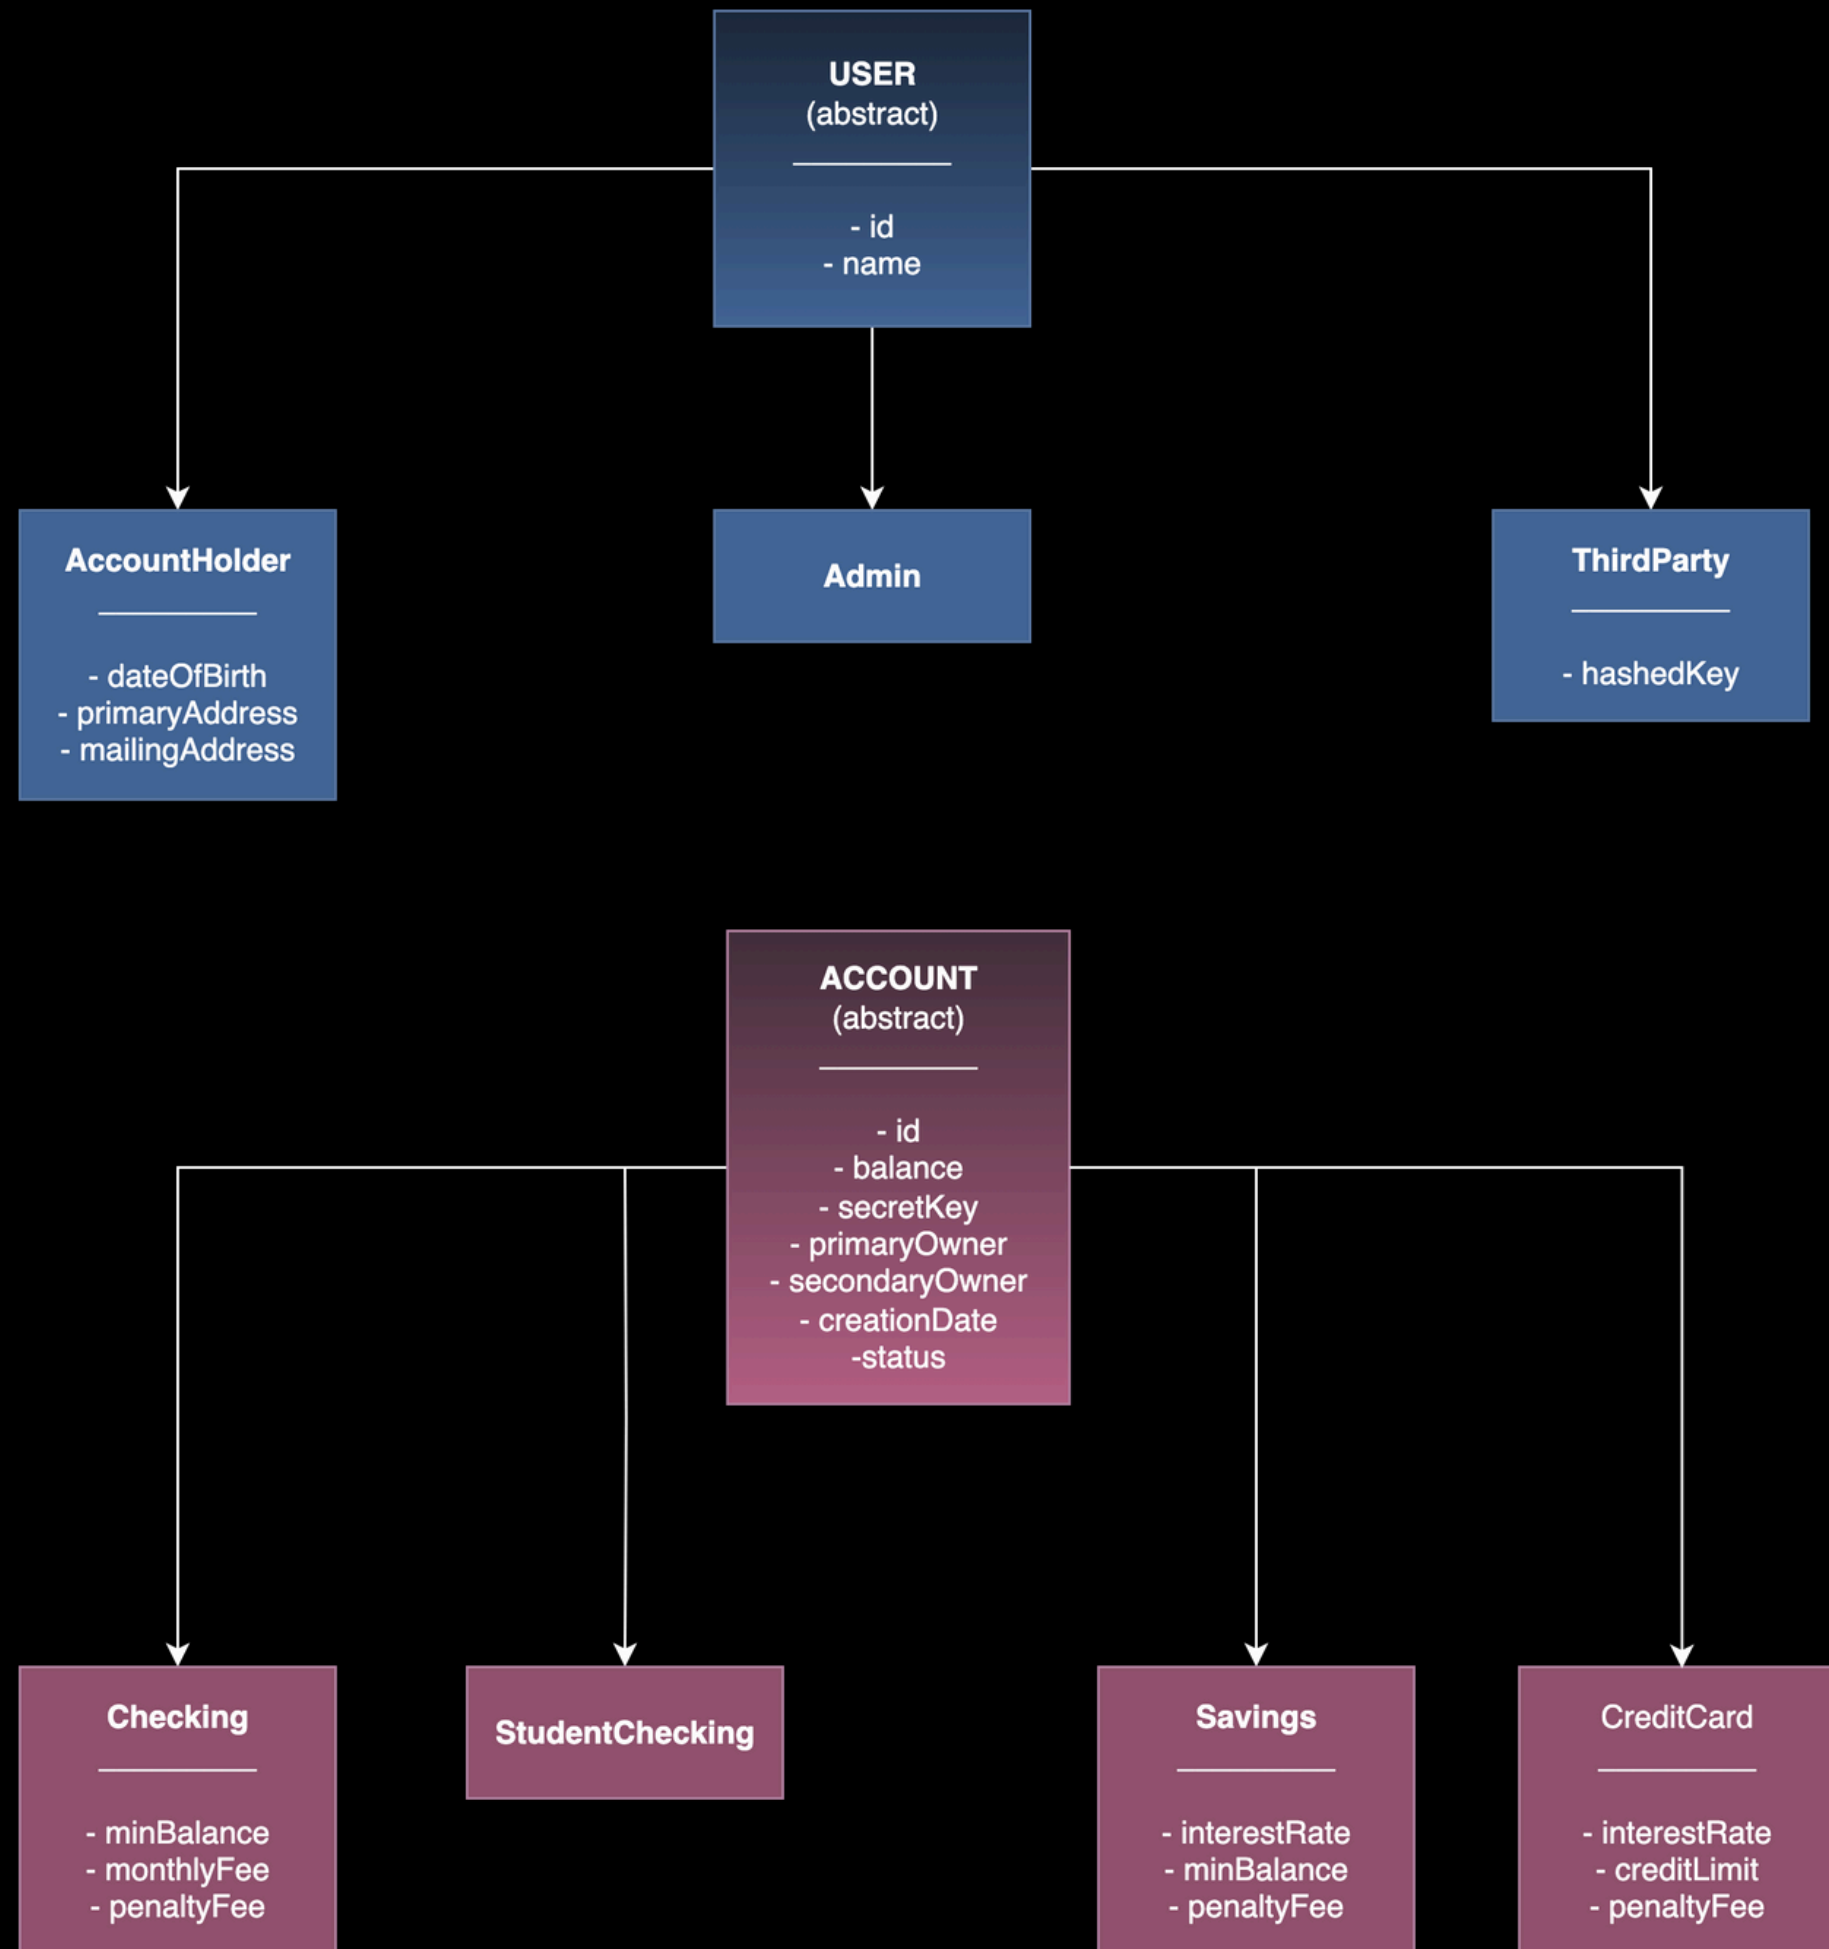 USER
(abstract)
- id
- name
AccountHolder
- dateOfBirth
- primaryAddress
- mailingAddress
Admin
ThirdParty
- hashedKey
ACCOUNT
(abstract)
- id
- balance
- secretKey
- primaryOwner
- secondaryOwner
- creationDate
-status
Checking
- minBalance
- monthlyFee
- penaltyFee
StudentChecking
Savings
- interestRate
- minBalance
- penaltyFee
CreditCard
- interestRate
- creditLimit
- penaltyFee